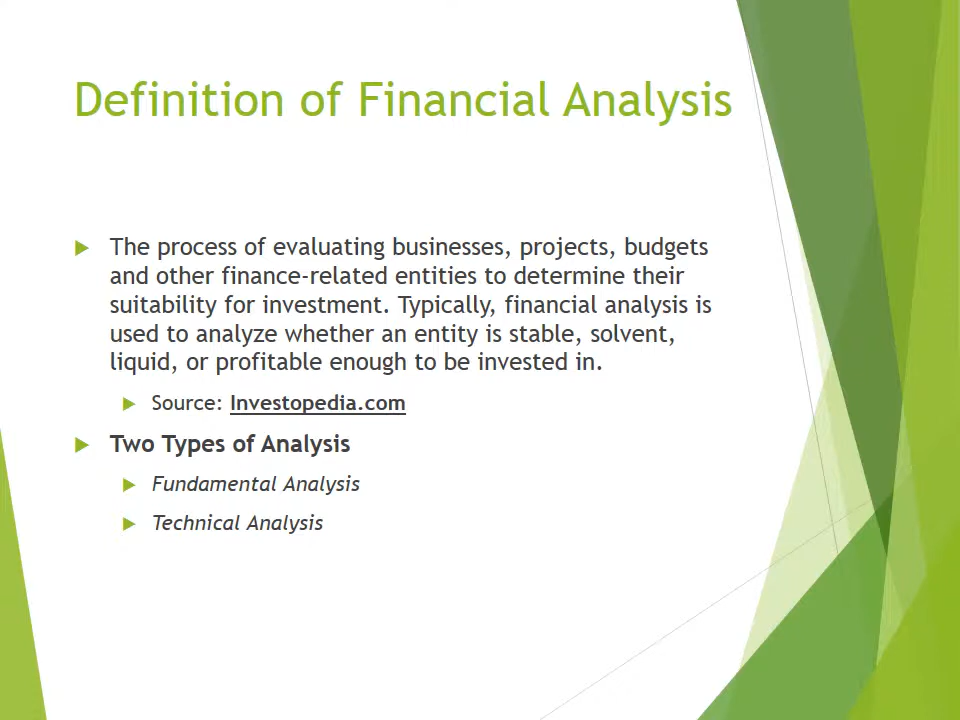 Definition of Financial Analysis
The process of evaluating businesses, projects, budgets
and other finance-related entities to determine their
suitability for investment. Typically, financial analysis is
used to analyze whether an entity is stable, solvent,
liquid, or profitable enough to be invested in.
Source: Investopedia.com
Two Types of Analysis
Fundamental Analysis
Technical Analysis